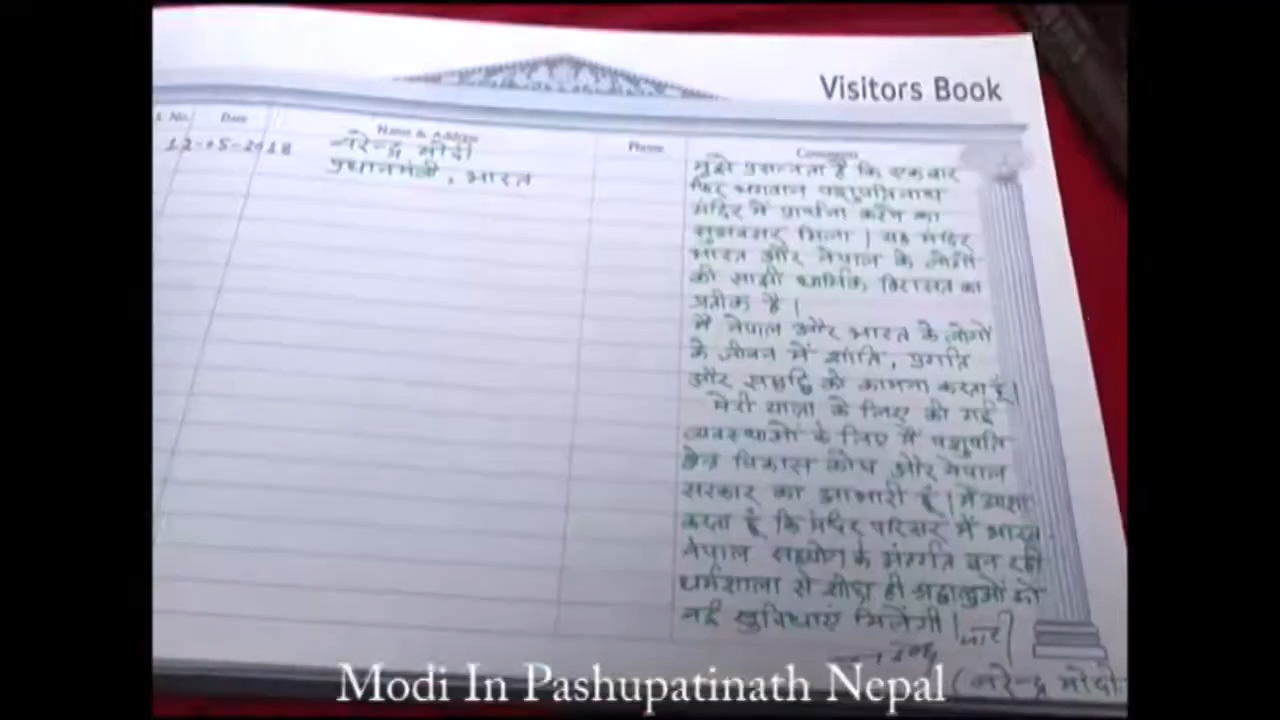 Visitors Book
S. No. Date Name & Address Phone Comments
12-05-2018 नरेन्द्र मोदी
प्रधानमंत्री, भारत
मुझे प्रसन्नता है कि एक बार
फिर भगवान पशुपतिनाथ
मंदिर में प्रार्थना करने का
सुअवसर मिला । यह मंदिर
भारत और नेपाल के लोगों
की साझी धार्मिक विरासत का
प्रतीक है ।
मैं नेपाल और भारत के लोगों
के जीवन में शांति, प्रगति
और समृद्धि की कामना करता हूँ ।
मेरी यात्रा के लिए की गई
व्यवस्थाओं के लिए मैं पशुपति
क्षेत्र विकास कोष और नेपाल
सरकार का आभारी हूँ । मैं आशा
करता हूँ कि मंदिर परिसर में भारत
नेपाल सहयोग के अंतर्गत बन रही
धर्मशाला से शीघ्र ही श्रद्धालुओं को
नई सुविधाएं मिलेंगी ।
(नरेन्द्र मोदी
Modi In Pashupatinath Nepal